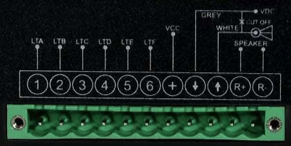 GREY
VDC
CUT OFF
VCC
WHITE
LTA LTB LTC LTD LTE LTF
SPEAKER
1 2 3 4 5 6 + ↓ ↑ R+ R-